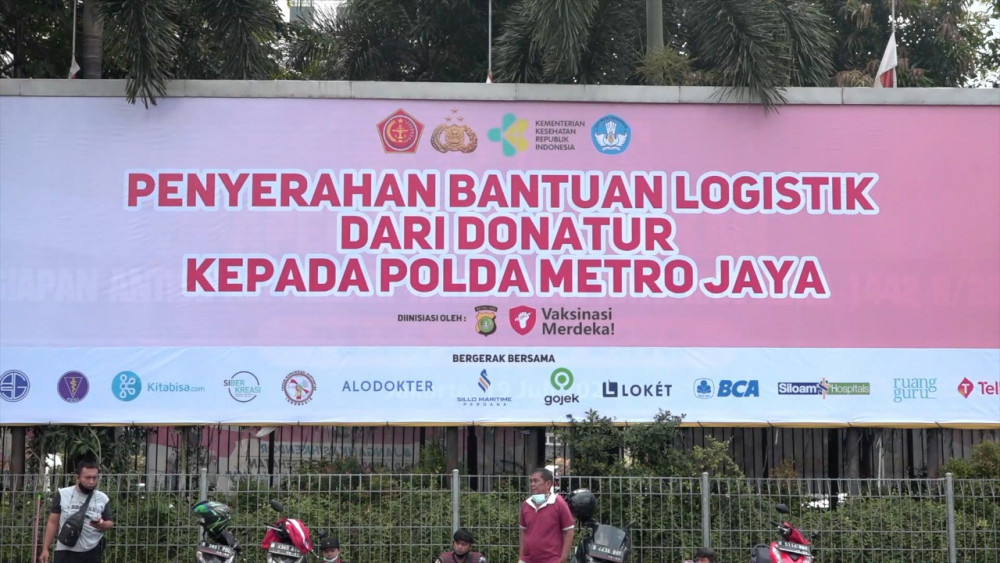 KEMENTERIAN
KESEHATAN
REPUBLIK
INDONESIA
PENYERAHAN BANTUAN LOGISTIK
DARI DONATUR
KEPADA POLDA METRO JAYA
DIINISIASI OLEH :
Vaksinasi
Merdeka!
BERGERAK BERSAMA
Kitabisa.com
SIBER
KREASI
ALODOKTER
SILLO MARITIME
PERDANA
gojek
LOKÉT
BCA
Siloam Hospitals
ruang
guru
Tel